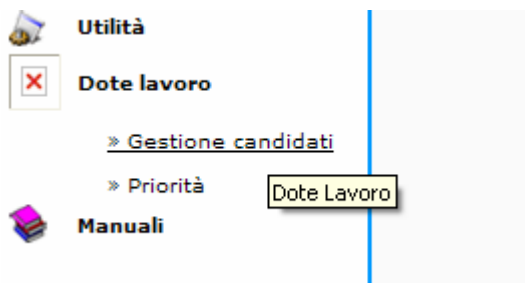 Utilità
Dote lavoro
» Gestione candidati
» Priorità
Dote Lavoro
Manuali